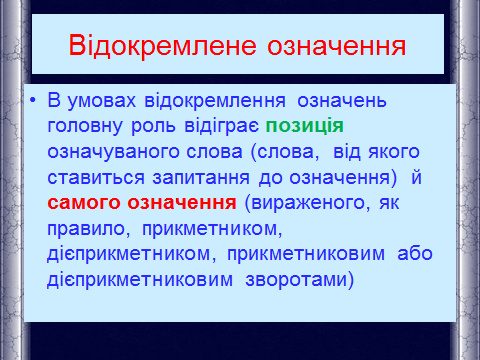 Відокремлене означення
• В умовах відокремлення означень
головну роль відіграє позиція
означуваного слова (слова, від якого
ставиться запитання до означення) й
самого означення (вираженого, як
правило, прикметником,
дієприкметником, прикметниковим або
дієприкметниковим зворотами)